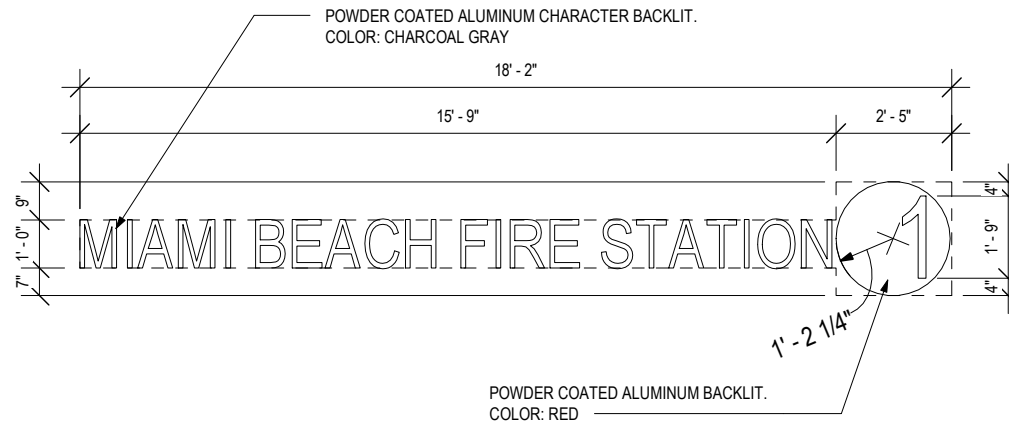 POWDER COATED ALUMINUM CHARACTER BACKLIT.
COLOR: CHARCOAL GRAY
18' - 2"
15' - 9"
2' - 5"
9"
1' - 0"
7"
MIAMI BEACH FIRE STATION 1
4"
1' - 9"
4"
1' - 2 1/4"
POWDER COATED ALUMINUM BACKLIT.
COLOR: RED